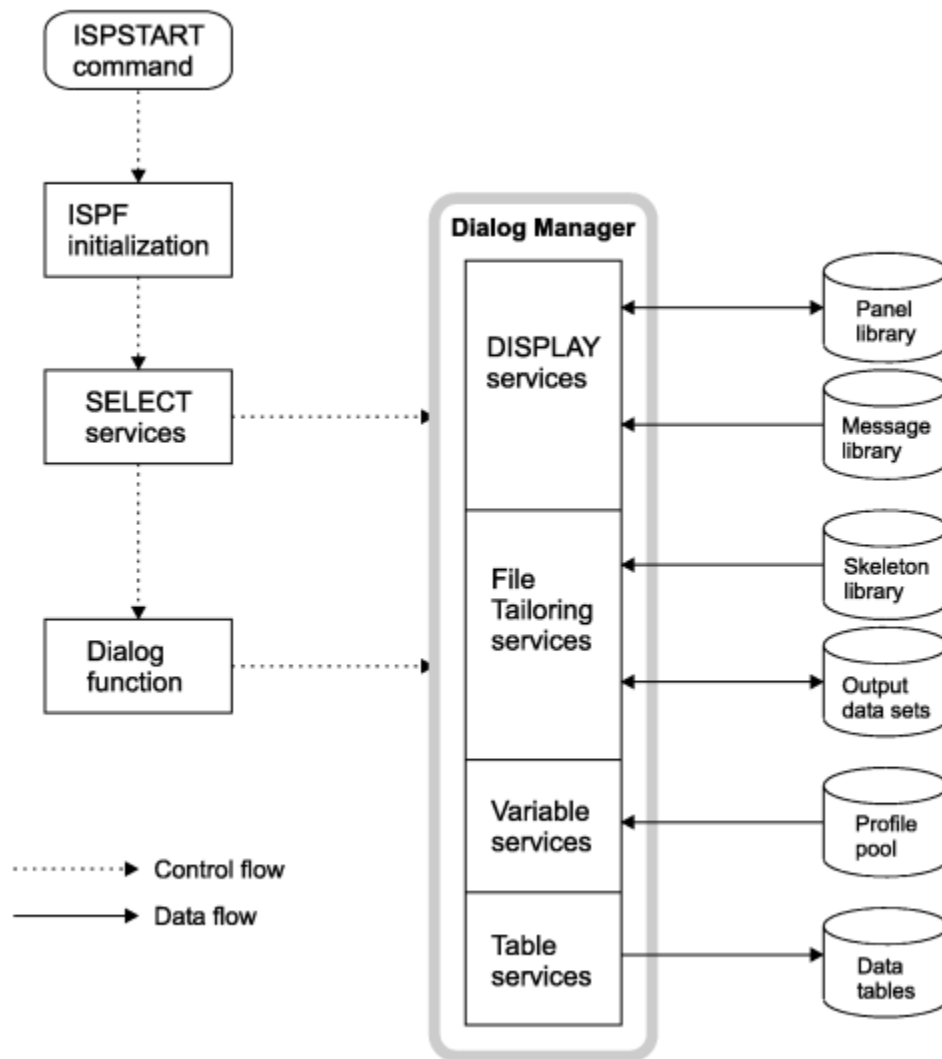 ISPSTART
command
ISPF
initialization
SELECT
services
Dialog
function
Control flow
Data flow
Dialog Manager
DISPLAY
services
File
Tailoring
services
Variable
services
Table
services
Panel
library
Message
library
Skeleton
library
Output
data sets
Profile
pool
Data
tables